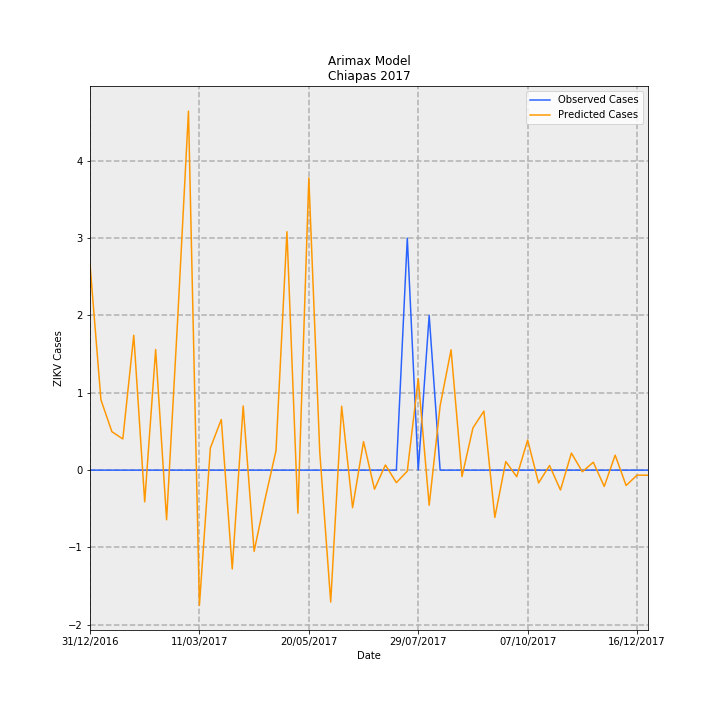 Arimax Model
Chiapas 2017
Observed Cases
Predicted Cases
ZIKV Cases
4
3
2
1
0
−1
−2
31/12/2016 11/03/2017 20/05/2017 29/07/2017 07/10/2017 16/12/2017
Date